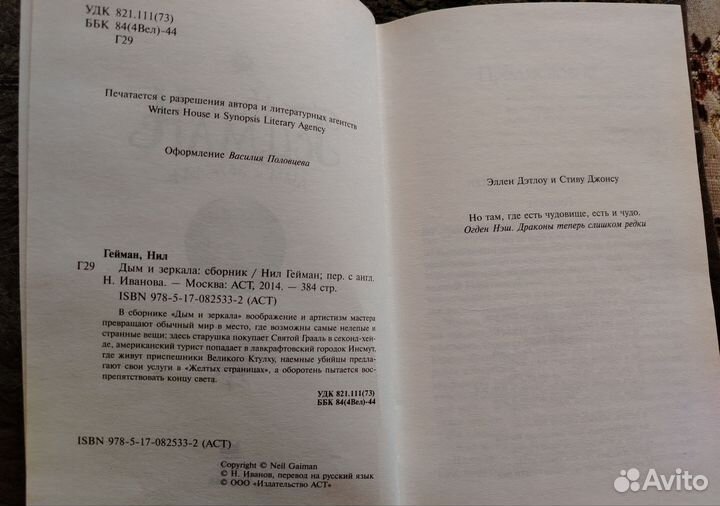 УДК 821.111(73)
ББК 84(4Вел)-44
Г29
Печатается с разрешения автора и литературных агентств
Writers House и Synopsis Literary Agency
Оформление Василия Половцева
Гейман, Нил
Г29 Дым и зеркала: сборник / Нил Гейман; пер. с англ.
Н. Иванова. — Москва: АСТ, 2014. — 384 стр.
ISBN 978-5-17-082533-2 (АСТ)
В сборнике «Дым и зеркала» воображение и артистизм мастера
превращают обычный мир в место, где возможны самые нелепые и
странные вещи: здесь старушка покупает Святой Грааль в секонд-хей-
де, американский турист попадает в лавкрафтовский городок Инсмут,
где живут приспешники Великого Ктулху, наемные убийцы предла-
гают свои услуги в «Желтых страницах», а оборотень пытается вос-
препятствовать концу света.
УДК 821.111(73)
ББК 84(4Вел)-44
ISBN 978-5-17-082533-2 (АСТ)
Copyright © Neil Gaiman
© Н. Иванов, перевод на русский язык
© ООО «Издательство АСТ»
Эллен Дэтлоу и Стиву Джонсу
Но там, где есть чудовище, есть и чудо.
Огден Нэш. Драконы теперь слишком редки
Avito